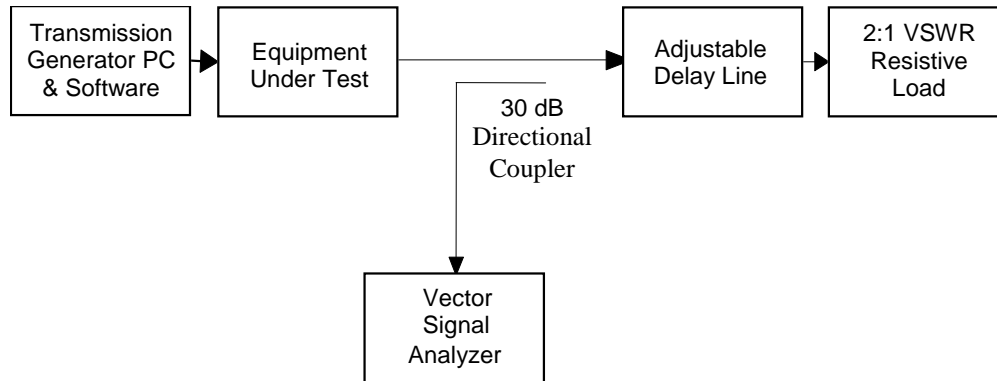 Transmission
Generator PC
& Software
Equipment
Under Test
Adjustable
Delay Line
2:1 VSWR
Resistive
Load
30 dB
Directional
Coupler
Vector
Signal
Analyzer